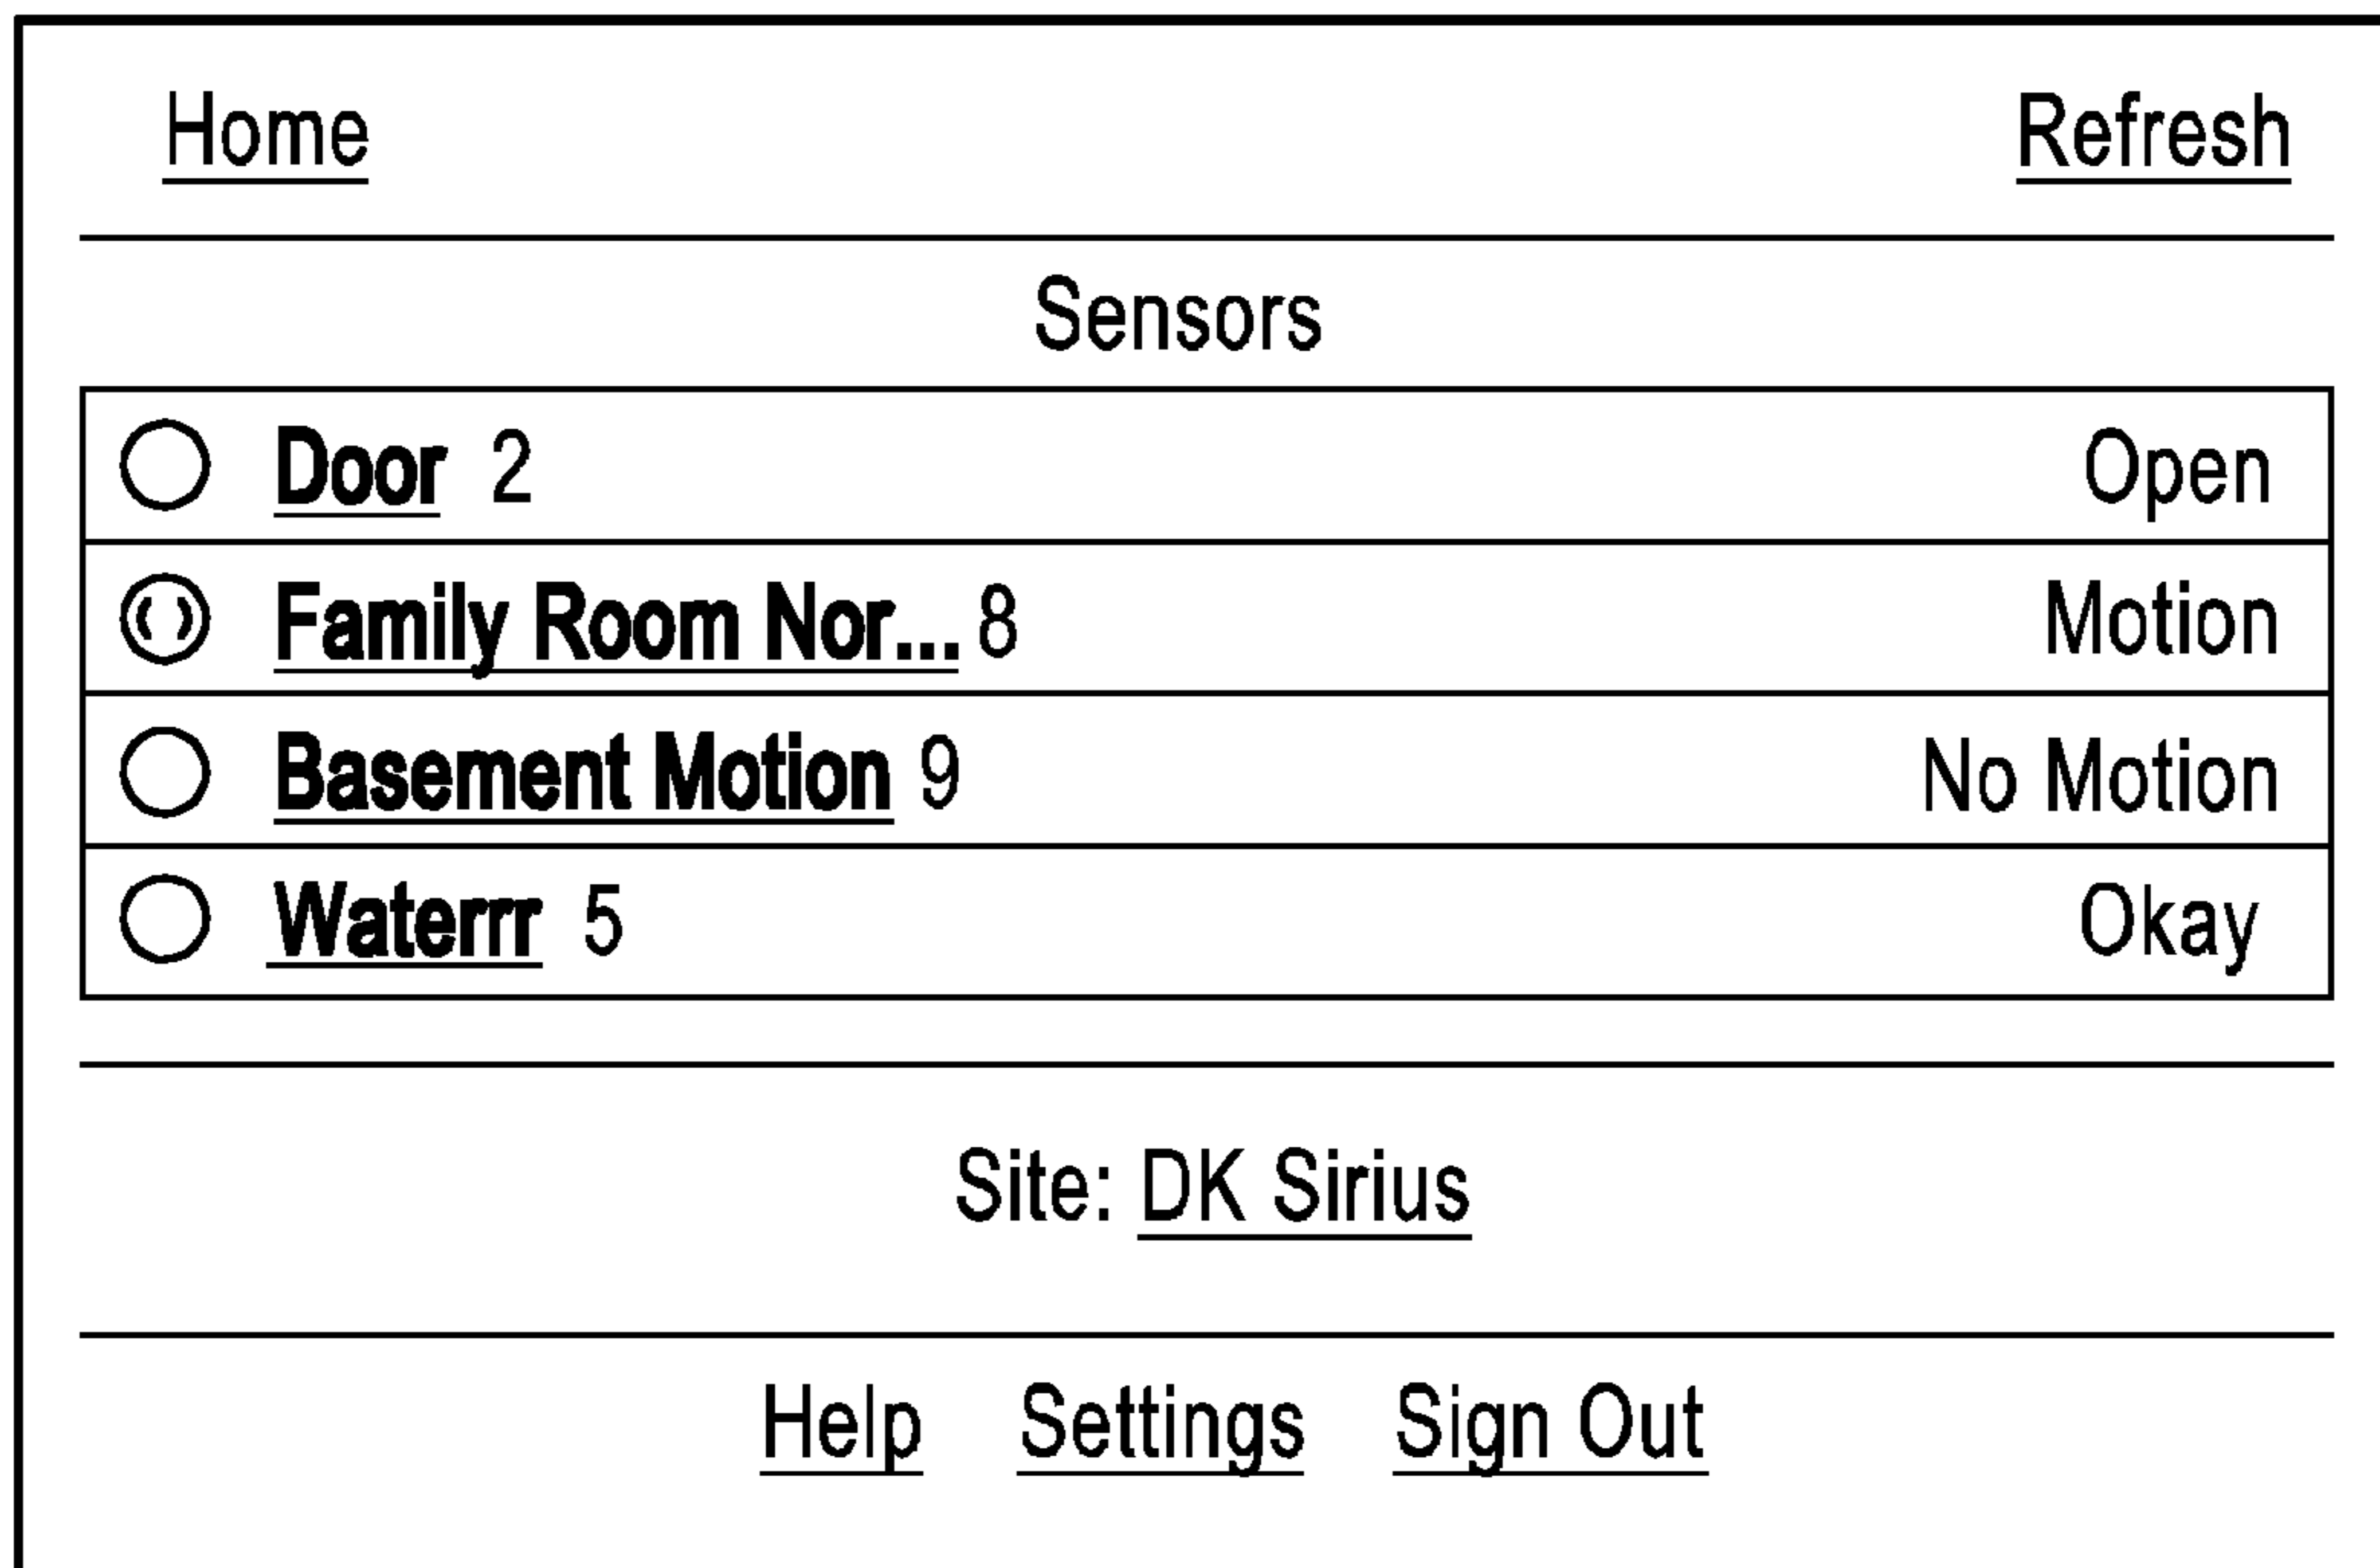 Home Refresh
Sensors
Door 2 Open
Family Room Nor... 8 Motion
Basement Motion 9 No Motion
Waterrr 5 Okay
Site: DK Sirius
Help Settings Sign Out